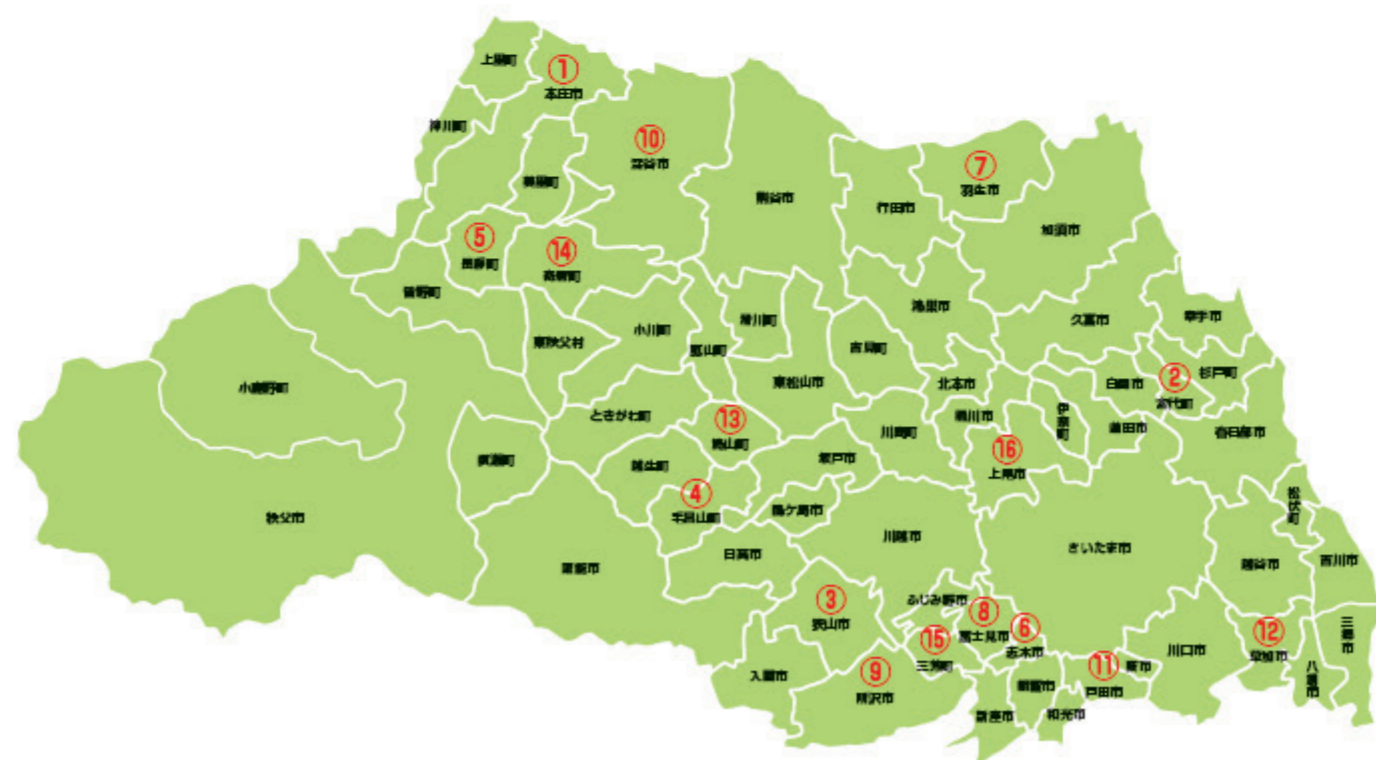 上里町
①
本庄市
神川町
⑩
深谷市
美里町
熊谷市
行田市
⑦
羽生市
加須市
⑤
長瀞町
⑭
寄居町
皆野町
小鹿野町
東秩父村
小川町
嵐山町
滑川町
東松山市
吉見町
鴻巣市
北本市
久喜市
幸手市
白岡市
②
宮代町
杉戸町
ときがわ町
⑬
鳩山町
川島町
桶川市
伊奈町
蓮田市
春日部市
横瀬町
越生町
坂戸市
⑯
上尾市
④
毛呂山町
鶴ヶ島市
松伏町
秩父市
飯能市
日高市
川越市
さいたま市
越谷市
吉川市
③
狭山市
ふじみ野市
⑧
富士見市
⑥
志木市
⑮
三芳町
川口市
⑫
草加市
三郷市
八潮市
入間市
⑨
所沢市
⑪
戸田市
蕨市
朝霞市
新座市
和光市